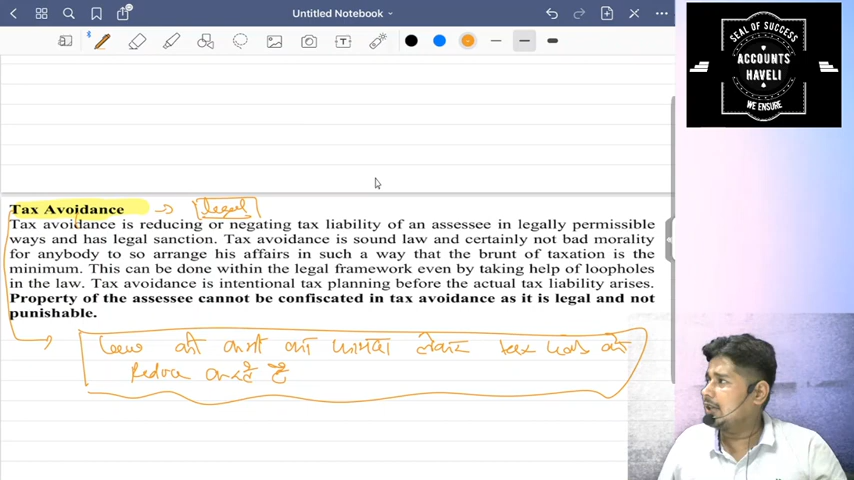 Untitled Notebook
SEAL OF SUCCESS
ACCOUNTS
HAVELI
WE ENSURE
Tax Avoidance → legal
Tax avoidance is reducing or negating tax liability of an assessee in legally permissible
ways and has legal sanction. Tax avoidance is sound law and certainly not bad morality
for anybody to so arrange his affairs in such a way that the brunt of taxation is the
minimum. This can be done within the legal framework even by taking help of loopholes
in the law. Tax avoidance is intentional tax planning before the actual tax liability arises.
Property of the assessee cannot be confiscated in tax avoidance as it is legal and not
punishable.
law की कमी का फायदा लेकर tax को
Reduce करते है